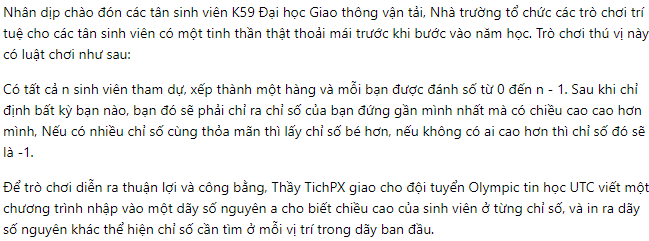 Nhân dịp chào đón các tân sinh viên K59 Đại học Giao thông vận tải, Nhà trường tổ chức các trò chơi trí
tuệ cho các tân sinh viên có một tinh thần thật thoải mái trước khi bước vào năm học. Trò chơi thú vị này
có luật chơi như sau:
Có tất cả n sinh viên tham dự, xếp thành một hàng và mỗi bạn được đánh số từ 0 đến n - 1. Sau khi chỉ
định bất kỳ bạn nào, bạn đó sẽ phải chỉ ra chỉ số của bạn đứng gần mình nhất mà có chiều cao cao hơn
mình, Nếu có nhiều chỉ số cùng thỏa mãn thì lấy chỉ số bé hơn, nếu không có ai cao hơn thì chỉ số đó sẽ
là -1.
Để trò chơi diễn ra thuận lợi và công bằng, Thầy TichPX giao cho đội tuyển Olympic tin học UTC viết một
chương trình nhập vào một dãy số nguyên a cho biết chiều cao của sinh viên ở từng chỉ số, và in ra dãy
số nguyên khác thể hiện chỉ số cần tìm ở mỗi vị trí trong dãy ban đầu.